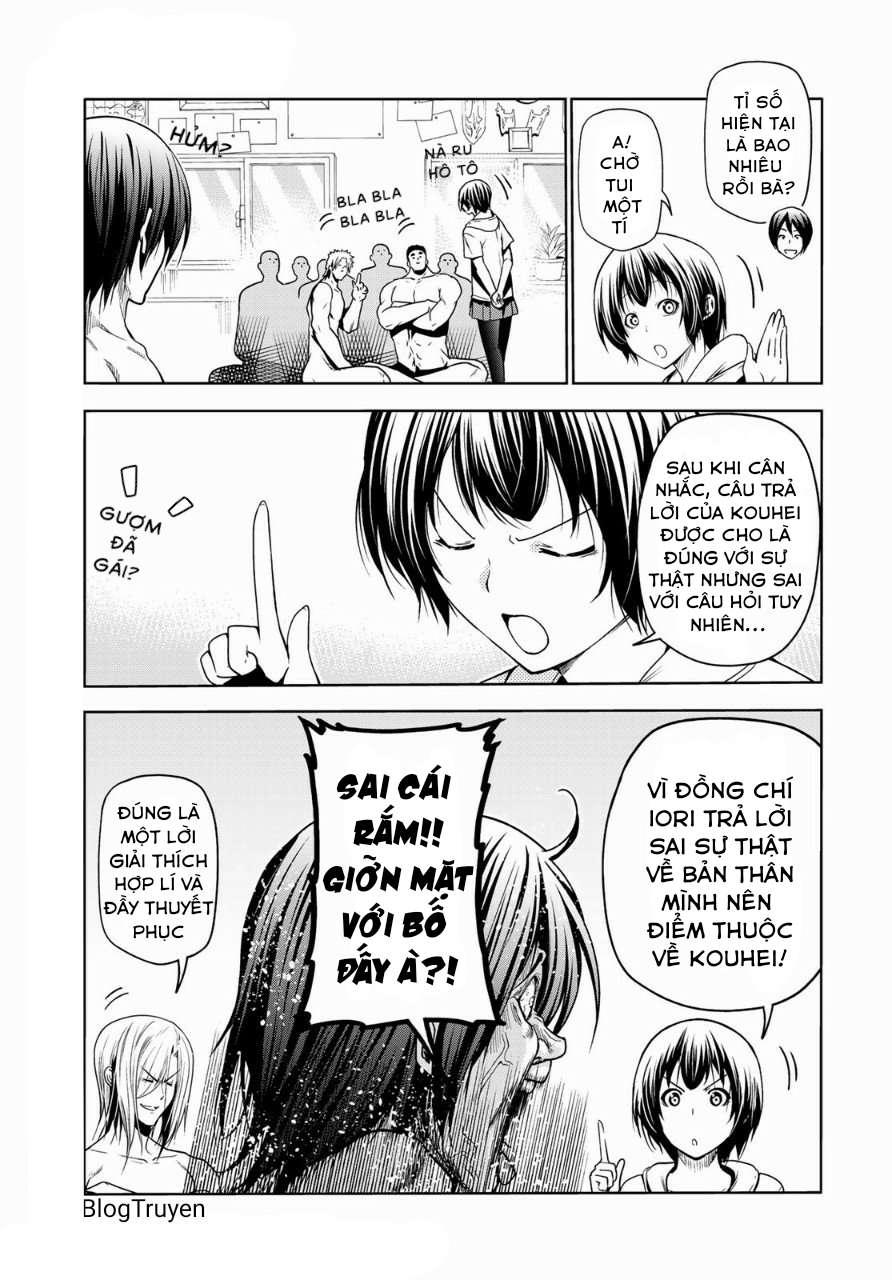 TỈ SỐ
HIỆN TẠI
LÀ BAO
NHIÊU
RỒI BÀ?
A!
CHỜ
TUI
MỘT
TÍ
NÀ RU
HÔ TÔ
BLA BLA
BLA BLA
HỬM?
SAU KHI CÂN
NHẮC, CÂU TRẢ
LỜI CỦA KOUHEI
ĐƯỢC CHO LÀ
ĐÚNG VỚI SỰ
THẬT NHƯNG SAI
VỚI CÂU HỎI TUY
NHIÊN...
GƯỢM
ĐÃ
GÁI?
VÌ ĐỒNG CHÍ
IORI TRẢ LỜI
SAI SỰ THẬT
VỀ BẢN THÂN
MÌNH NÊN
ĐIỂM THUỘC
VỀ KOUHEI!
SAI CÁI
RẮM!!
GIỠN MẶT
VỚI BỐ
ĐẤY À?!
ĐÚNG LÀ
MỘT LỜI
GIẢI THÍCH
HỢP LÍ VÀ
ĐẦY THUYẾT
PHỤC
BlogTruyen